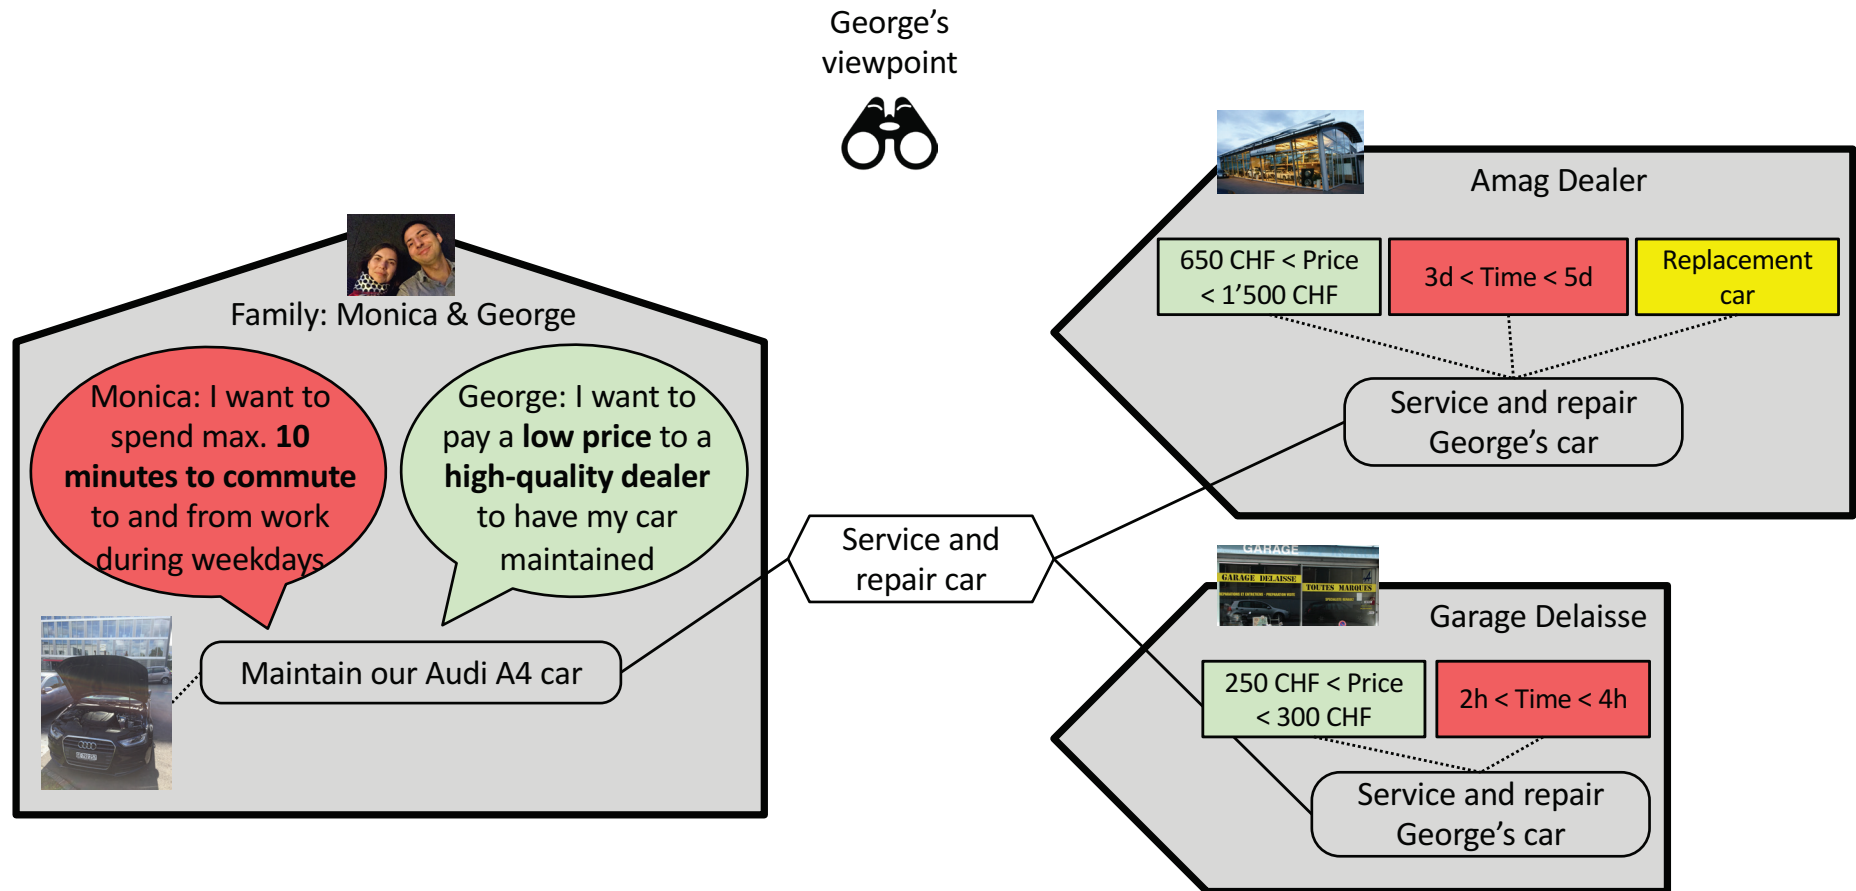 George’s
viewpoint
Family: Monica & George
Monica: I want to
spend max. 10
minutes to commute
to and from work
during weekdays
George: I want to
pay a low price to a
high-quality dealer
to have my car
maintained
Maintain our Audi A4 car
Service and
repair car
Amag Dealer
650 CHF < Price
< 1’500 CHF
3d < Time < 5d
Replacement
car
Service and repair
George’s car
GARAGE
GARAGE DELAISSE
TOUTES MARQUES
Garage Delaisse
250 CHF < Price
< 300 CHF
2h < Time < 4h
Service and repair
George’s car